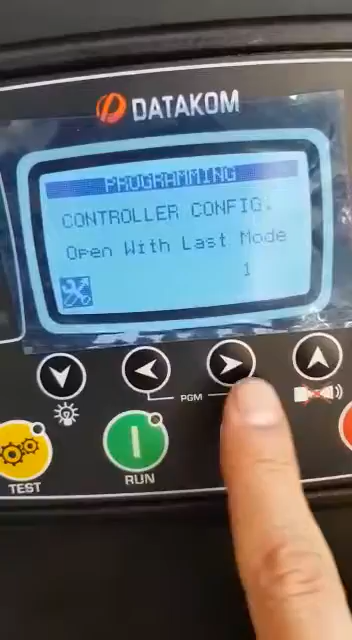 DATAKOM
PROGRAMMING
CONTROLLER CONFIG.
Open With Last Mode
1
PGM
TEST
RUN